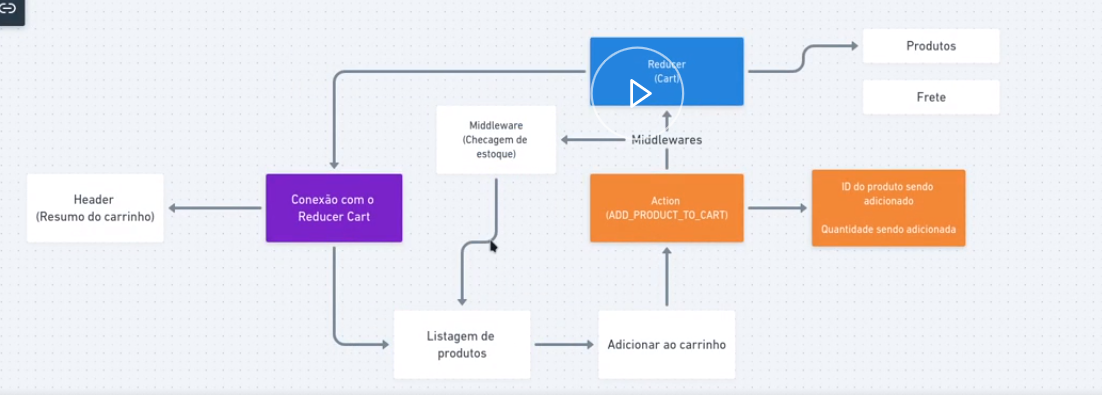 Reducer
(Cart)
Produtos
Frete
Middleware
(Checagem de
estoque)
Middlewares
Header
(Resumo do carrinho)
Conexão com o
Reducer Cart
Action
(ADD_PRODUCT_TO_CART)
ID do produto sendo
adicionado
Quantidade sendo adicionada
Listagem de
produtos
Adicionar ao carrinho